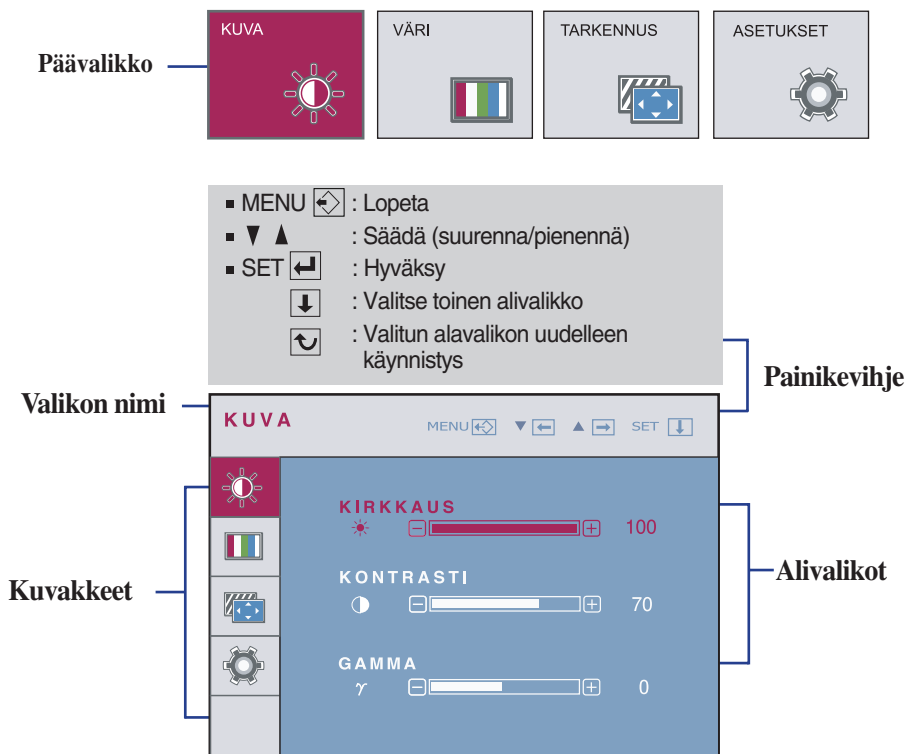 KUVA
VÄRI
TARKENNUS
ASETUKSET
Päävalikko
▪ MENU : Lopeta
▪ ▼ ▲ : Säädä (suurenna/pienennä)
▪ SET : Hyväksy
: Valitse toinen alivalikko
: Valitun alavalikon uudelleen
käynnistys
Painikevihje
Valikon nimi
KUVA
MENU ▼ ▲ SET
Kuvakkeet
KIRKKAUS
100
KONTRASTI
70
GAMMA
γ 0
Alivalikot